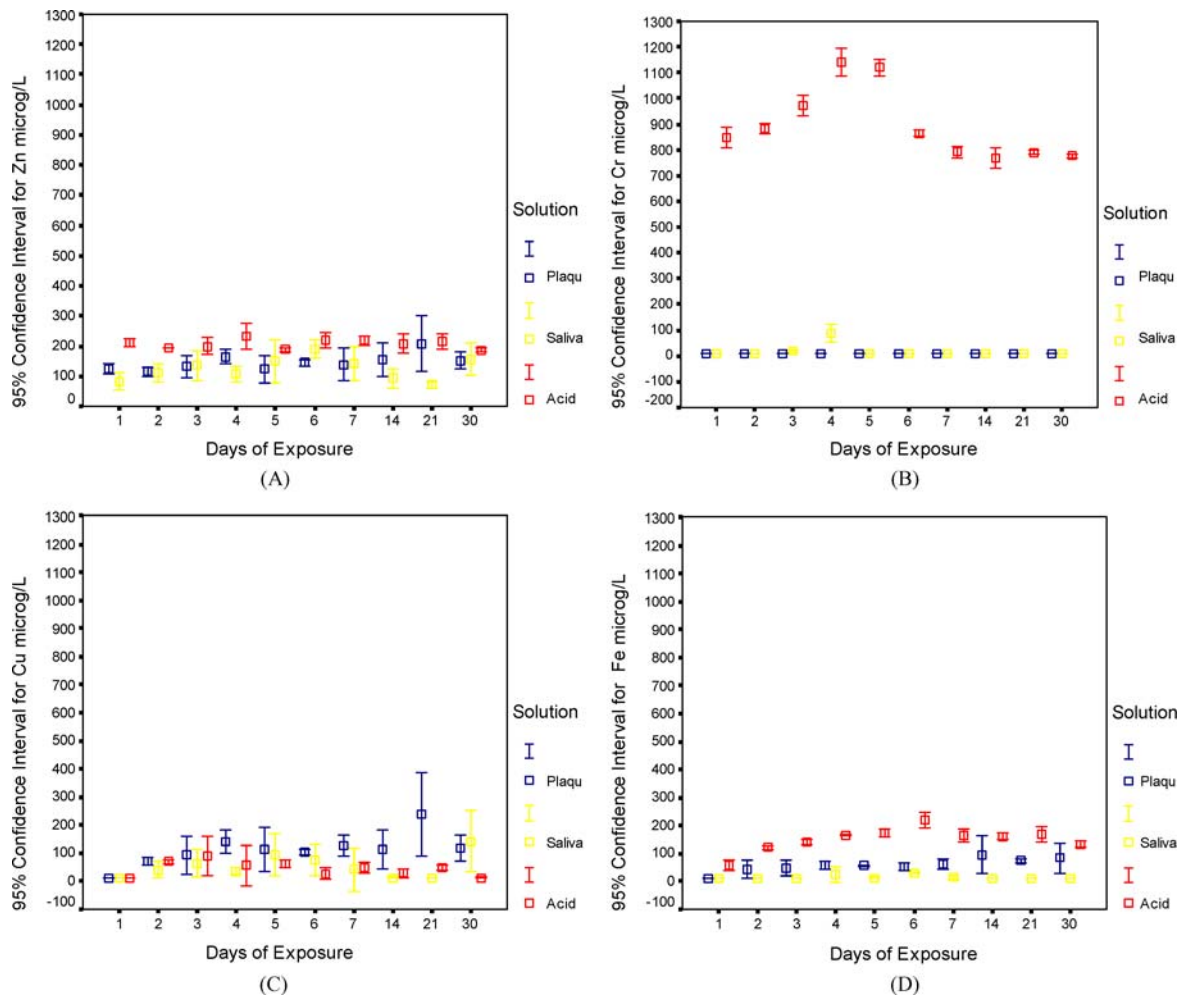 95% Confidence Interval for Zn microg/L
1300
1200
1100
1000
900
800
700
600
500
400
300
200
100
0
1 2 3 4 5 6 7 14 21 30
Days of Exposure
Solution
Plaqu
Saliva
Acid
(A)
95% Confidence Interval for Cr microg/L
1300
1200
1100
1000
900
800
700
600
500
400
300
200
100
0
-100
-200
1 2 3 4 5 6 7 14 21 30
Days of Exposure
Solution
Plaqu
Saliva
Acid
(B)
95% Confidence Interval for Cu microg/L
1300
1200
1100
1000
900
800
700
600
500
400
300
200
100
0
-100
1 2 3 4 5 6 7 14 21 30
Days of Exposure
Solution
Plaqu
Saliva
Acid
(C)
95% Confidence Interval for Fe microg/L
1300
1200
1100
1000
900
800
700
600
500
400
300
200
100
0
-100
1 2 3 4 5 6 7 14 21 30
Days of Exposure
Solution
Plaqu
Saliva
Acid
(D)